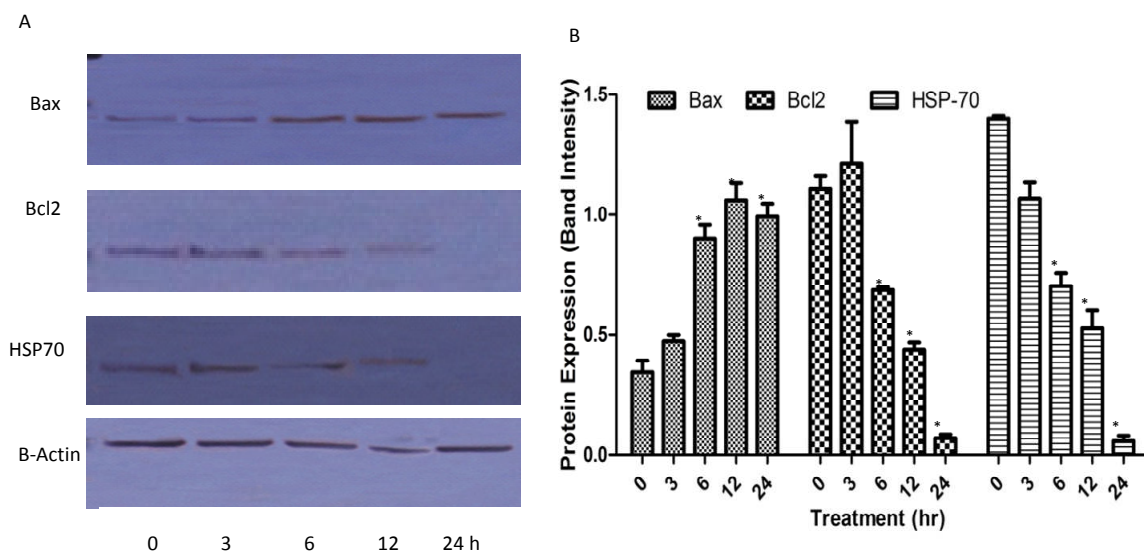 A
Bax
Bcl2
HSP70
B-Actin
0 3 6 12 24 h
B
Bax Bcl2 HSP-70
Protein Expression (Band Intensity)
1.5
1.0
0.5
0.0
* * * * * * * * *
0 3 6 12 24 0 3 6 12 24 0 3 6 12 24
Treatment (hr)